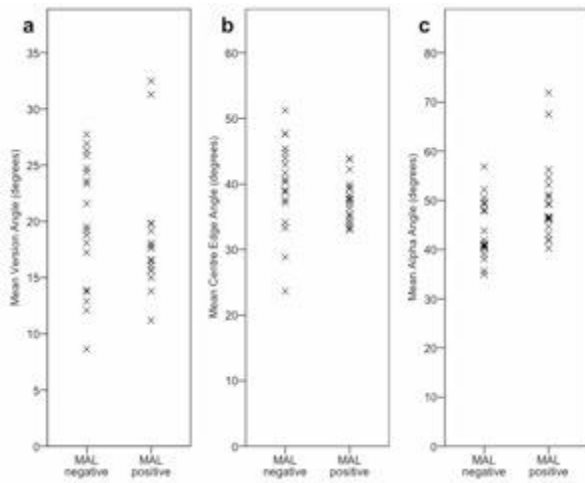 a
Mean Version Angle (degrees)
35
30
25
20
15
10
5
0
MAL negative
MAL positive
b
Mean Centre Edge Angle (degrees)
60
50
40
30
20
10
0
MAL negative
MAL positive
c
Mean Alpha Angle (degrees)
80
70
60
50
40
30
20
10
0
MAL negative
MAL positive